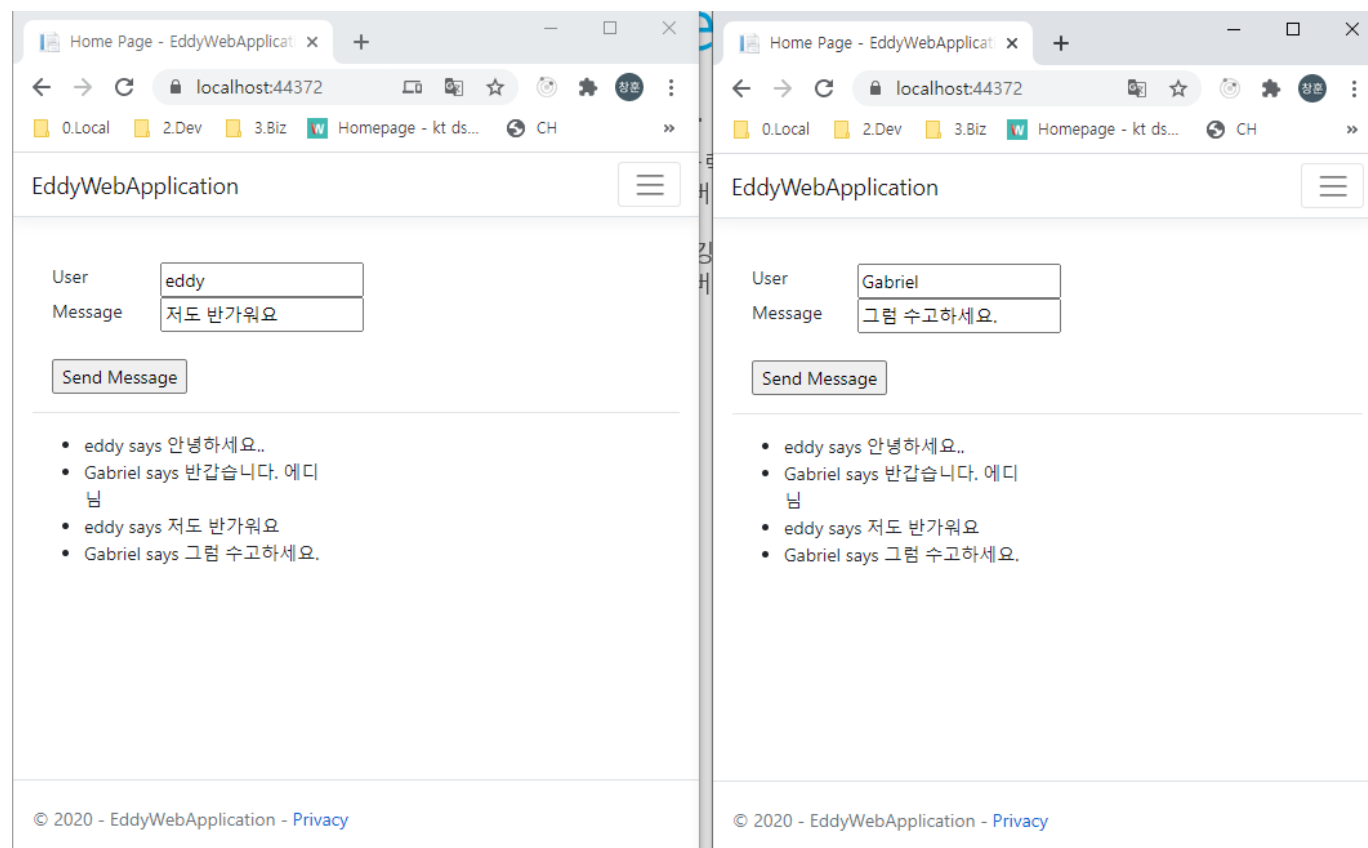 Home Page - EddyWebApplicati
localhost:44372
창훈
0.Local 2.Dev 3.Biz Homepage - kt ds... CH »
EddyWebApplication
User eddy
Message 저도 반가워요
Send Message
eddy says 안녕하세요..
Gabriel says 반갑습니다. 에디
님
eddy says 저도 반가워요
Gabriel says 그럼 수고하세요.
© 2020 - EddyWebApplication - Privacy
Home Page - EddyWebApplicati
localhost:44372
창훈
0.Local 2.Dev 3.Biz Homepage - kt ds... CH »
EddyWebApplication
User Gabriel
Message 그럼 수고하세요.
Send Message
eddy says 안녕하세요..
Gabriel says 반갑습니다. 에디
님
eddy says 저도 반가워요
Gabriel says 그럼 수고하세요.
© 2020 - EddyWebApplication - Privacy